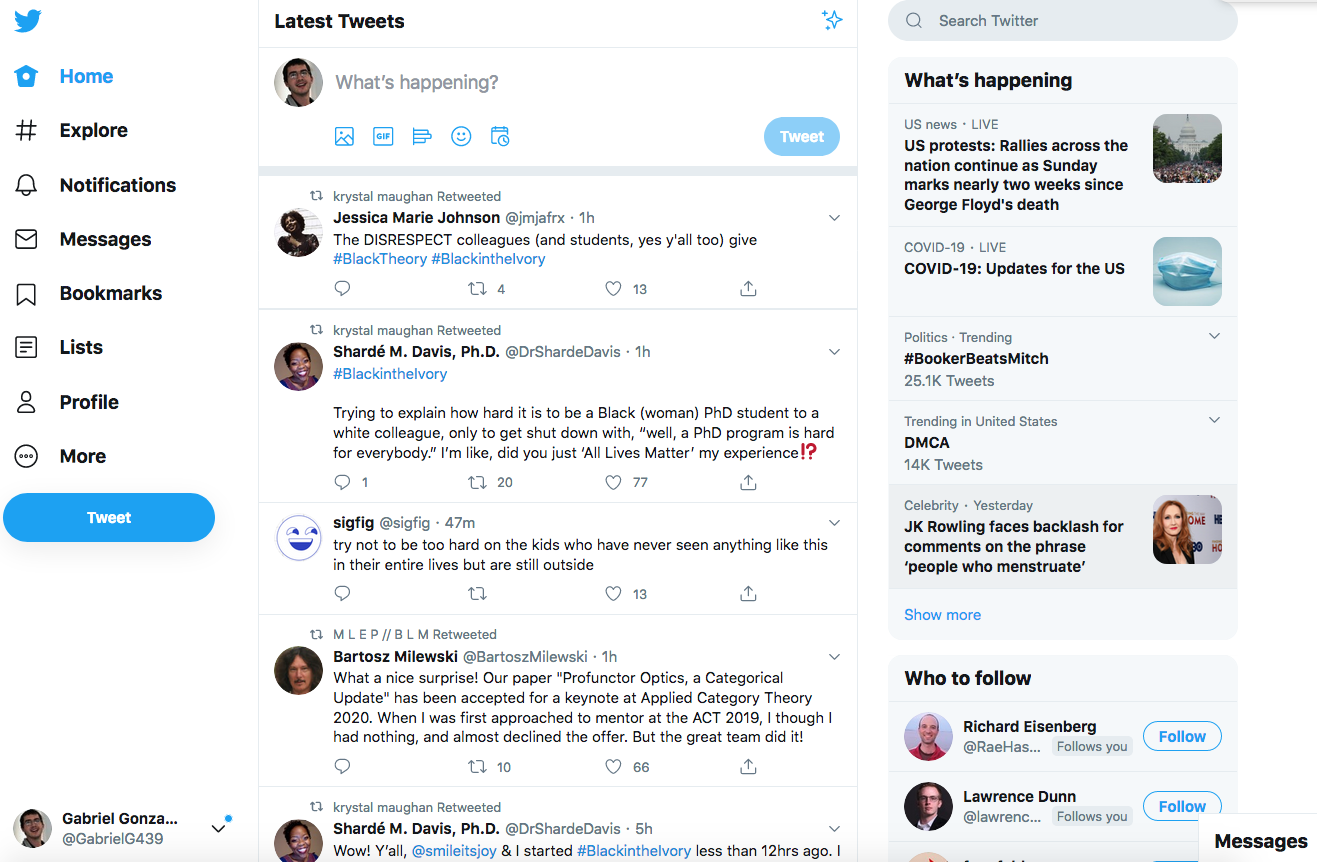 Home
Explore
Notifications
Messages
Bookmarks
Lists
Profile
More
Tweet
Gabriel Gonza...
@GabrielG439
Latest Tweets
What's happening?
GIF
Tweet
krystal maughan Retweeted
Jessica Marie Johnson @jmjafrx · 1h
The DISRESPECT colleagues (and students, yes y'all too) give
#BlackTheory #BlackintheIvory
4 13
krystal maughan Retweeted
Shardé M. Davis, Ph.D. @DrShardeDavis · 1h
#BlackintheIvory
Trying to explain how hard it is to be a Black (woman) PhD student to a
white colleague, only to get shut down with, “well, a PhD program is hard
for everybody.” I’m like, did you just ‘All Lives Matter’ my experience⁉️
1 20 77
sigfig @sigfig · 47m
try not to be too hard on the kids who have never seen anything like this
in their entire lives but are still outside
13
M L E P // B L M Retweeted
Bartosz Milewski @BartoszMilewski · 1h
What a nice surprise! Our paper "Profunctor Optics, a Categorical
Update" has been accepted for a keynote at Applied Category Theory
2020. When I was first approached to mentor at the ACT 2019, I though I
had nothing, and almost declined the offer. But the great team did it!
10 66
krystal maughan Retweeted
Shardé M. Davis, Ph.D. @DrShardeDavis · 5h
Wow! Y’all, @smileitsjoy & I started #BlackintheIvory less than 12hrs ago. I
Search Twitter
What’s happening
US news · LIVE
US protests: Rallies across the
nation continue as Sunday
marks nearly two weeks since
George Floyd's death
COVID-19 · LIVE
COVID-19: Updates for the US
Politics · Trending
#BookerBeatsMitch
25.1K Tweets
Trending in United States
DMCA
14K Tweets
Celebrity · Yesterday
JK Rowling faces backlash for
comments on the phrase
‘people who menstruate’
Show more
Who to follow
Richard Eisenberg
@RaeHas... Follows you
Follow
Lawrence Dunn
@lawrenc... Follows you
Follow
Messages